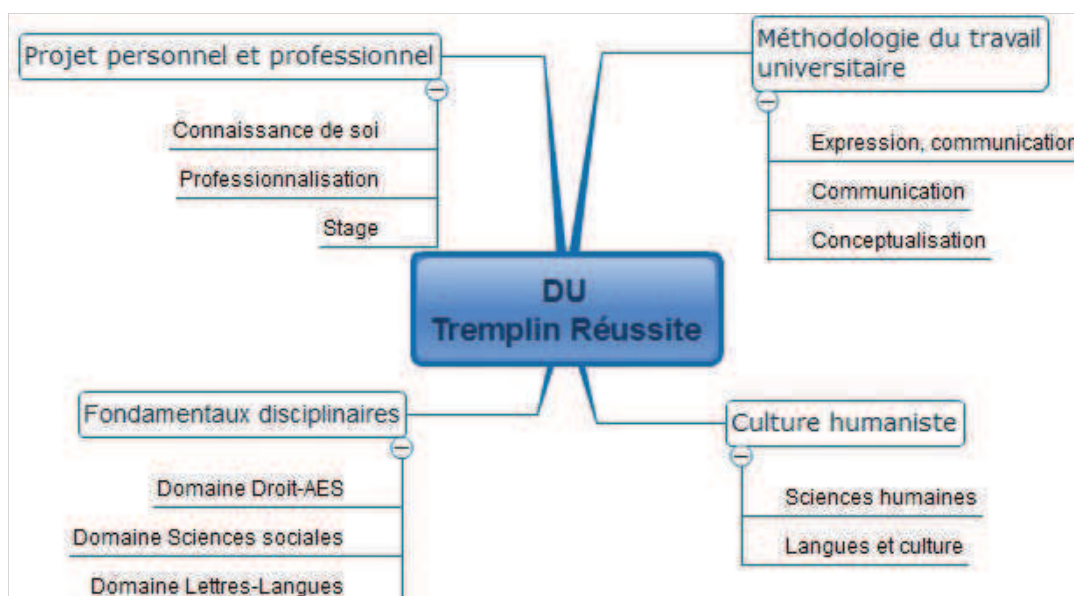 Projet personnel et professionnel
Connaissance de soi
Professionnalisation
Stage
Méthodologie du travail
universitaire
Expression, communication
Communication
Conceptualisation
DU
Tremplin Réussite
Fondamentaux disciplinaires
Domaine Droit-AES
Domaine Sciences sociales
Domaine Lettres-Langues
Culture humaniste
Sciences humaines
Langues et culture